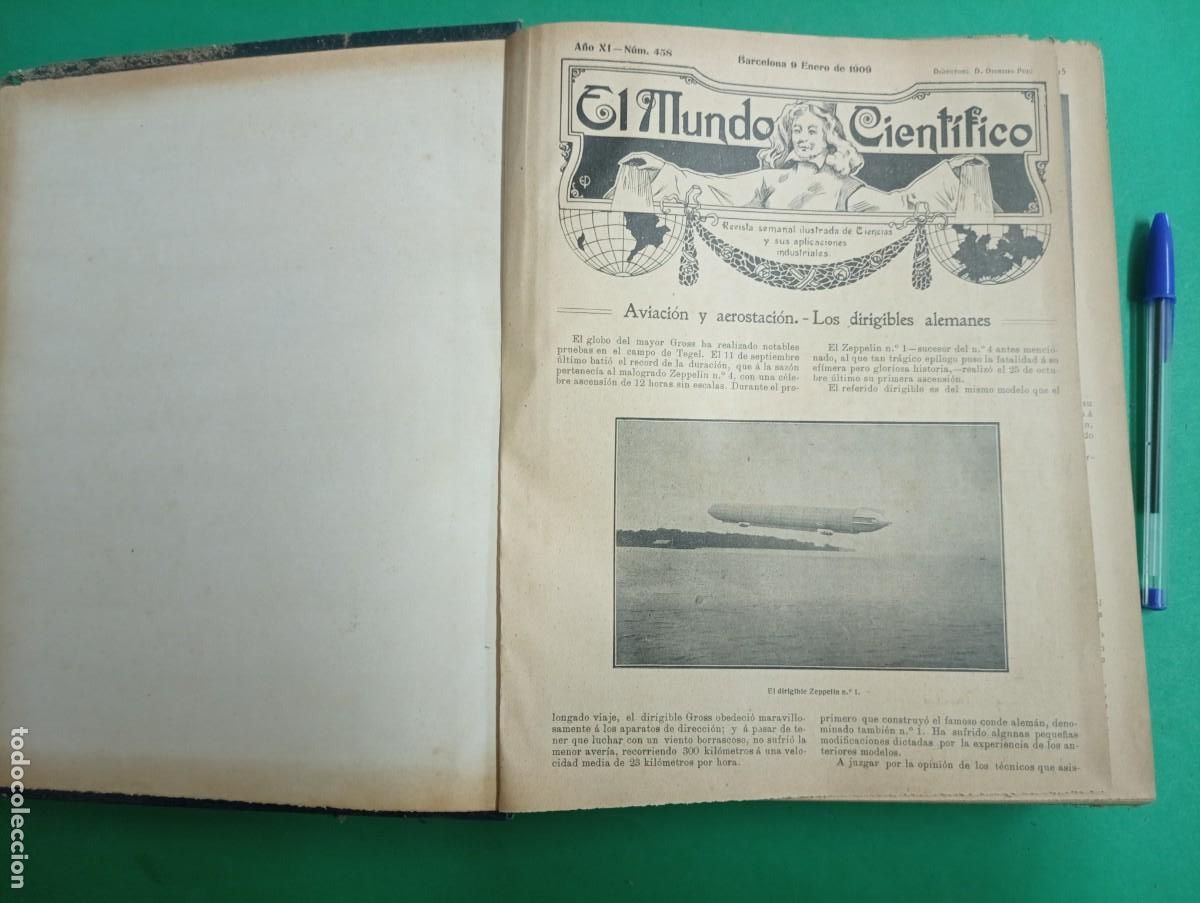 Año XI—Núm. 458
Barcelona 9 Enero de 1909
El Mundo Científico
Revista semanal ilustrada de Ciencias
y sus aplicaciones
industriales.
Aviación y aerostación.-Los dirigibles alemanes
El globo del mayor Gross ha realizado notables
pruebas en el campo de Tegel. El 11 de septiembre
último batió el record de la duración, que á la sazón
pertenecía al malogrado Zeppelin n.º 4, con una céle-
bre ascensión de 12 horas sin escalas. Durante el pro-
El Zeppelin n.º 1—sucesor del n.º 4 antes mencio-
nado, al que tan trágico epílogo puso la fatalidad á su
efímera pero gloriosa historia,—realizó el 25 de octu-
bre último su primera ascensión.
El referido dirigible es del mismo modelo que el
El dirigible Zeppelin n.º 1.
longado viaje, el dirigible Gross obedeció maravillo-
samente á los aparatos de dirección; y á pasar de te-
ner que luchar con un viento borrascoso, no sufrió la
menor avería, recorriendo 300 kilómetros á una velo-
cidad media de 23 kilómetros por hora.
primero que construyó el famoso conde alemán, deno-
minado también n.º 1. Ha sufrido algunas pequeñas
modificaciones dictadas por la experiencia de los an-
teriores modelos.
A juzgar por la opinión de los técnicos que asis-
todocoleccion